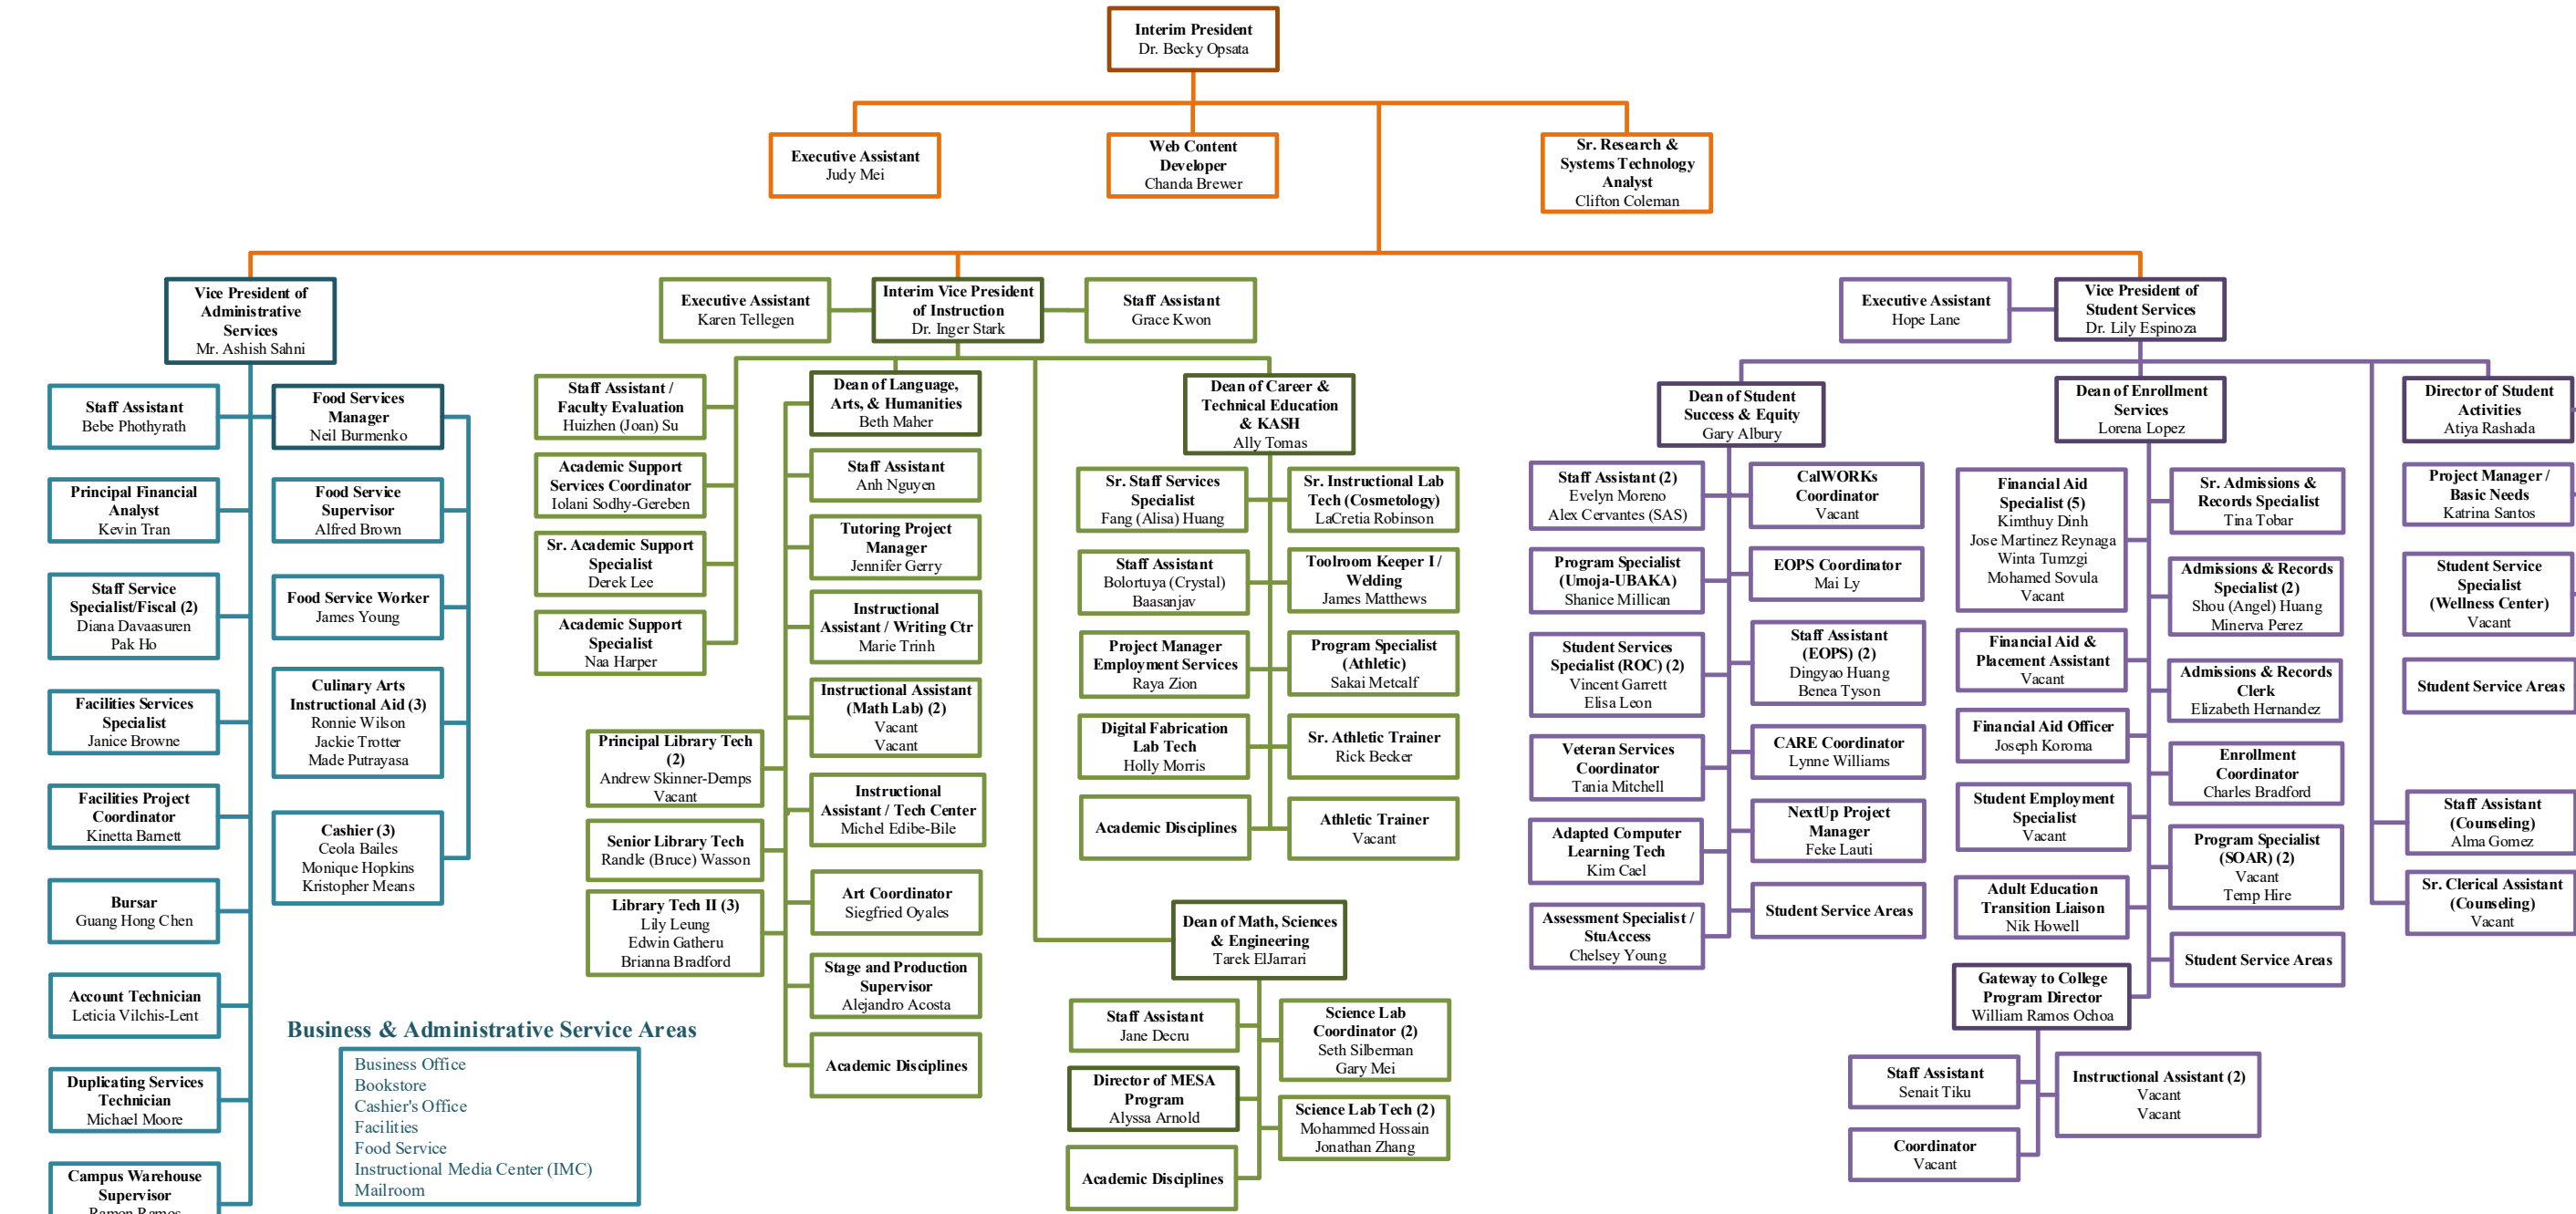 Interim President
Dr. Becky Opsata
Executive Assistant
Judy Mei
Web Content
Developer
Chanda Brewer
Sr. Research &
Systems Technology
Analyst
Clifton Coleman
Vice President of
Administrative
Services
Mr. Ashish Sahni
Staff Assistant
Bebe Phothyrath
Principal Financial
Analyst
Kevin Tran
Staff Service
Specialist/Fiscal (2)
Diana Davaasuren
Pak Ho
Facilities Services
Specialist
Janice Browne
Facilities Project
Coordinator
Kinetta Barnett
Bursar
Guang Hong Chen
Account Technician
Leticia Vilchis-Lent
Duplicating Services
Technician
Michael Moore
Campus Warehouse
Supervisor
Ramon Ramos
Food Services
Manager
Neil Burmenko
Food Service
Supervisor
Alfred Brown
Food Service Worker
James Young
Culinary Arts
Instructional Aid (3)
Ronnie Wilson
Jackie Trotter
Made Putrayasa
Cashier (3)
Ceola Bailes
Monique Hopkins
Kristopher Means
Business & Administrative Service Areas
Business Office
Bookstore
Cashier's Office
Facilities
Food Service
Instructional Media Center (IMC)
Mailroom
Executive Assistant
Karen Tellegen
Interim Vice President
of Instruction
Dr. Inger Stark
Staff Assistant
Grace Kwon
Staff Assistant /
Faculty Evaluation
Huizhen (Joan) Su
Academic Support
Services Coordinator
Iolani Sodhy-Gereben
Sr. Academic Support
Specialist
Derek Lee
Academic Support
Specialist
Naa Harper
Dean of Language,
Arts, & Humanities
Beth Maher
Staff Assistant
Anh Nguyen
Tutoring Project
Manager
Jennifer Gerry
Instructional
Assistant / Writing Ctr
Marie Trinh
Instructional Assistant
(Math Lab) (2)
Vacant
Vacant
Instructional
Assistant / Tech Center
Michel Edibe-Bile
Art Coordinator
Siegfried Oyales
Stage and Production
Supervisor
Alejandro Acosta
Academic Disciplines
Principal Library Tech
(2)
Andrew Skinner-Demps
Vacant
Senior Library Tech
Randle (Bruce) Wasson
Library Tech II (3)
Lily Leung
Edwin Gatheru
Brianna Bradford
Dean of Career &
Technical Education
& KASH
Ally Tomas
Sr. Staff Services
Specialist
Fang (Alisa) Huang
Staff Assistant
Bolortuya (Crystal)
Baasanjav
Project Manager
Employment Services
Raya Zion
Digital Fabrication
Lab Tech
Holly Morris
Academic Disciplines
Sr. Instructional Lab
Tech (Cosmetology)
LaCretia Robinson
Toolroom Keeper I /
Welding
James Matthews
Program Specialist
(Athletic)
Sakai Metcalf
Sr. Athletic Trainer
Rick Becker
Athletic Trainer
Vacant
Dean of Math, Sciences
& Engineering
Tarek ElJarrari
Staff Assistant
Jane Decru
Director of MESA
Program
Alyssa Arnold
Academic Disciplines
Science Lab
Coordinator (2)
Seth Silberman
Gary Mei
Science Lab Tech (2)
Mohammed Hossain
Jonathan Zhang
Executive Assistant
Hope Lane
Vice President of
Student Services
Dr. Lily Espinoza
Dean of Student
Success & Equity
Gary Albury
Staff Assistant (2)
Evelyn Moreno
Alex Cervantes (SAS)
Program Specialist
(Umoja-UBAKA)
Shanice Millican
Student Services
Specialist (ROC) (2)
Vincent Garrett
Elisa Leon
Veteran Services
Coordinator
Tania Mitchell
Adapted Computer
Learning Tech
Kim Cael
Assessment Specialist /
StuAccess
Chelsey Young
CalWORKs
Coordinator
Vacant
EOPS Coordinator
Mai Ly
Staff Assistant
(EOPS) (2)
Dingyao Huang
Benea Tyson
CARE Coordinator
Lynne Williams
NextUp Project
Manager
Feke Lauti
Student Service Areas
Dean of Enrollment
Services
Lorena Lopez
Financial Aid
Specialist (5)
Kimthuy Dinh
Jose Martinez Reynaga
Winta Tumzgi
Mohamed Sovula
Vacant
Financial Aid &
Placement Assistant
Vacant
Financial Aid Officer
Joseph Koroma
Student Employment
Specialist
Vacant
Adult Education
Transition Liaison
Nik Howell
Gateway to College
Program Director
William Ramos Ochoa
Staff Assistant
Senait Tiku
Coordinator
Vacant
Instructional Assistant (2)
Vacant
Vacant
Sr. Admissions &
Records Specialist
Tina Tobar
Admissions & Records
Specialist (2)
Shou (Angel) Huang
Minerva Perez
Admissions & Records
Clerk
Elizabeth Hernandez
Enrollment
Coordinator
Charles Bradford
Program Specialist
(SOAR) (2)
Vacant
Temp Hire
Student Service Areas
Director of Student
Activities
Atiya Rashada
Project Manager /
Basic Needs
Katrina Santos
Student Service
Specialist
(Wellness Center)
Vacant
Student Service Areas
Staff Assistant
(Counseling)
Alma Gomez
Sr. Clerical Assistant
(Counseling)
Vacant